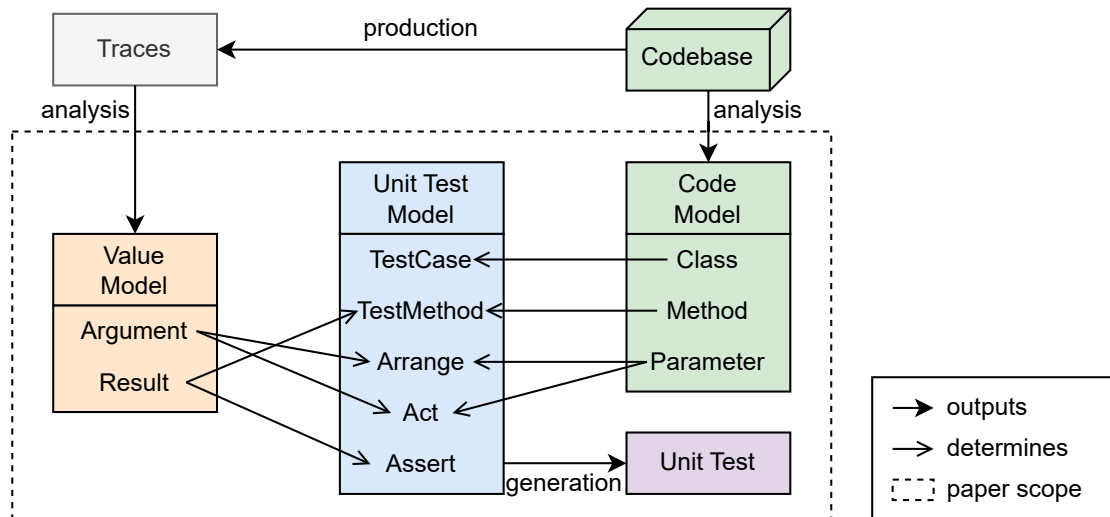 Traces
production
Codebase
analysis
analysis
Unit Test
Model
Code
Model
Value
Model
TestCase
Class
TestMethod
Method
Argument
Arrange
Parameter
Result
Act
Assert
generation
Unit Test
outputs
determines
paper scope